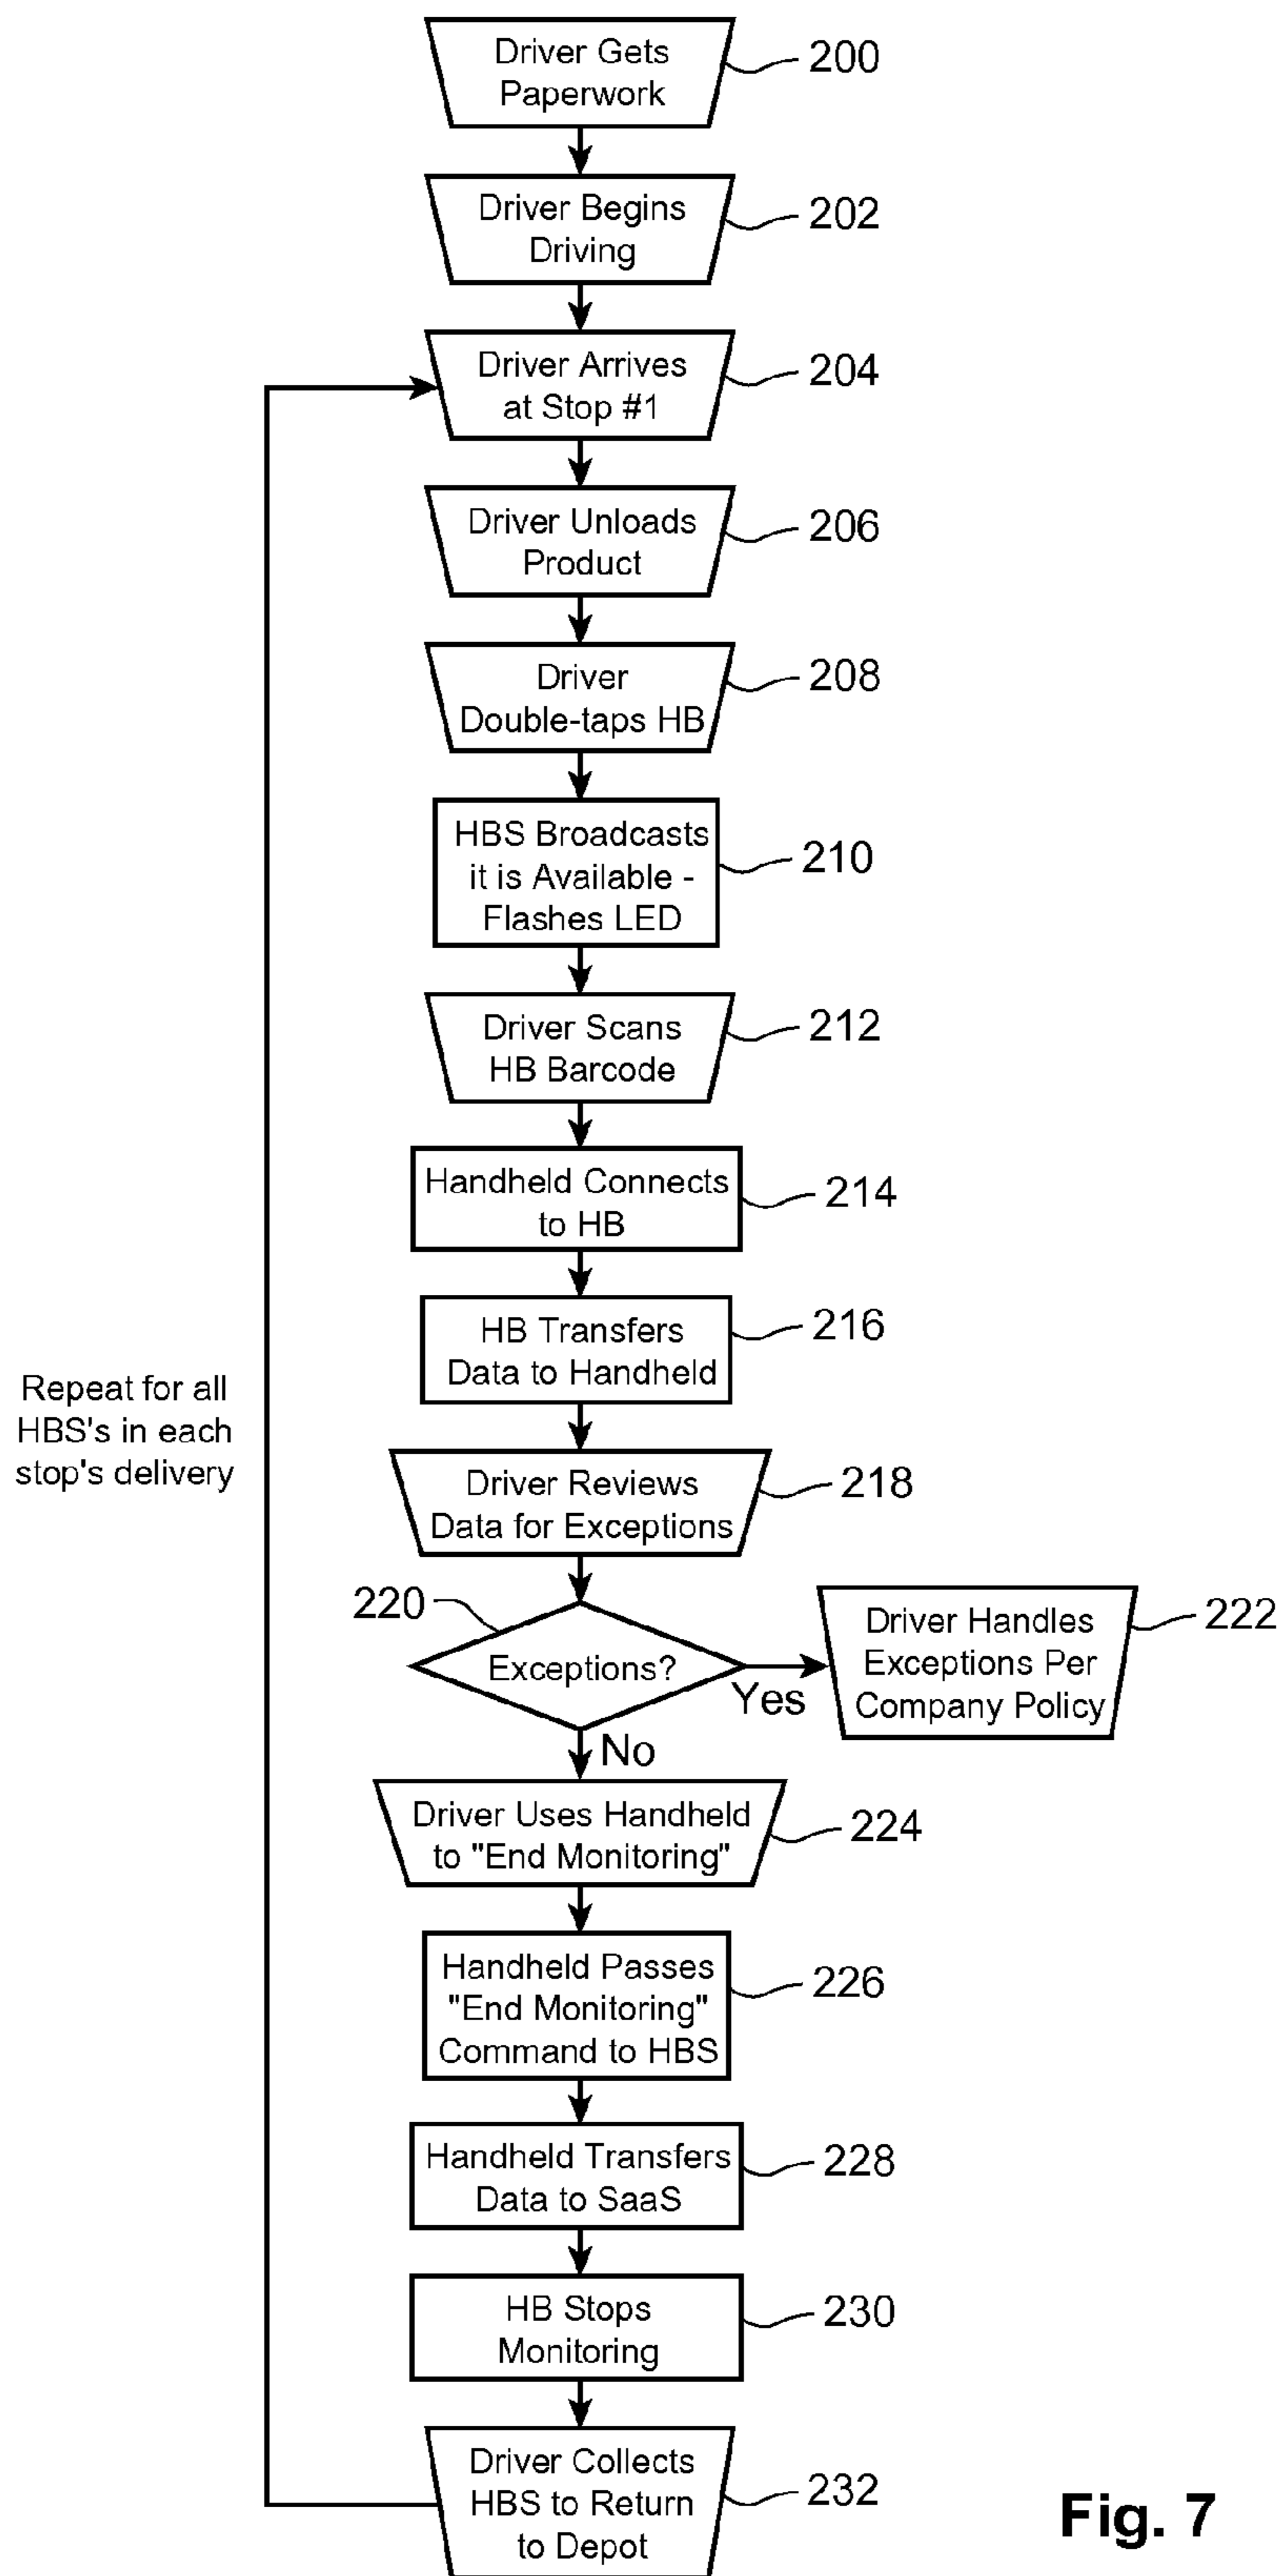 Driver Gets
Paperwork
200
Driver Begins
Driving
202
Driver Arrives
at Stop #1
204
Driver Unloads
Product
206
Driver
Double-taps HB
208
HBS Broadcasts
it is Available -
Flashes LED
210
Driver Scans
HB Barcode
212
Handheld Connects
to HB
214
HB Transfers
Data to Handheld
216
Repeat for all
HBS's in each
stop's delivery
Driver Reviews
Data for Exceptions
218
220
Exceptions?
Yes
No
Driver Handles
Exceptions Per
Company Policy
222
Driver Uses Handheld
to "End Monitoring"
224
Handheld Passes
"End Monitoring"
Command to HBS
226
Handheld Transfers
Data to SaaS
228
HB Stops
Monitoring
230
Driver Collects
HBS to Return
to Depot
232
Fig. 7